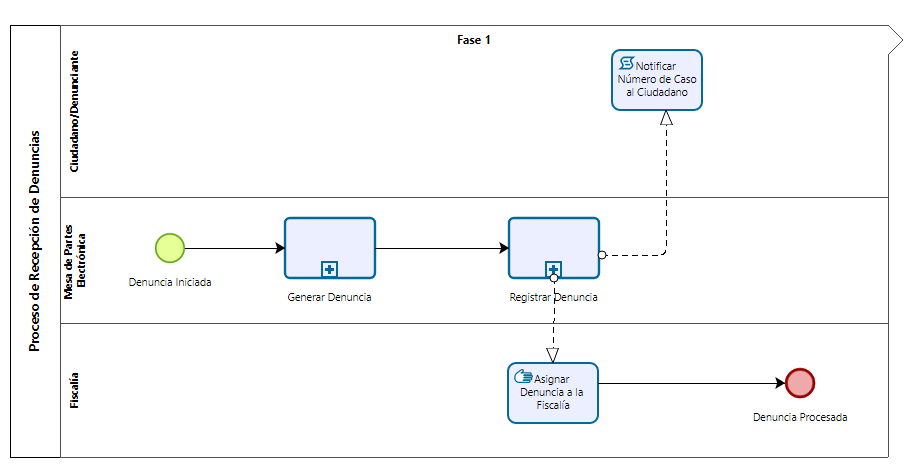 Proceso de Recepción de Denuncias
Fase 1
Ciudadano/Denunciante
Notificar
Número de Caso
al Ciudadano
Mesa de Partes
Electrónica
Denuncia Iniciada
Generar Denuncia
Registrar Denuncia
Fiscalía
Asignar
Denuncia a la
Fiscalía
Denuncia Procesada